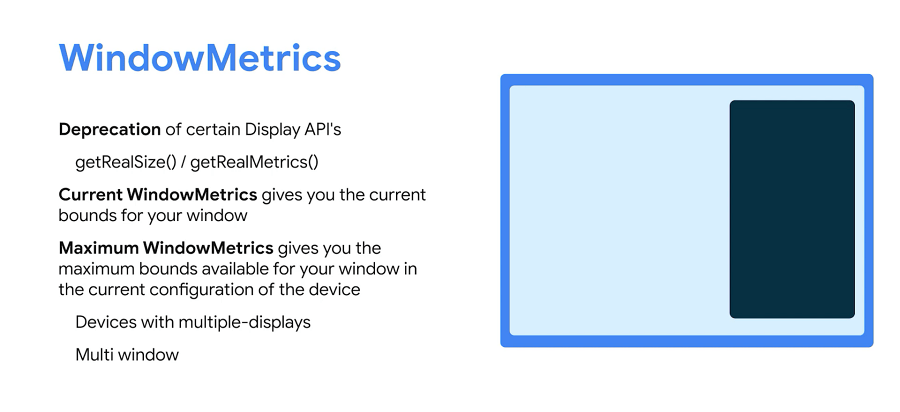 WindowMetrics
Deprecation of certain Display API's
getRealSize() / getRealMetrics()
Current WindowMetrics gives you the current
bounds for your window
Maximum WindowMetrics gives you the
maximum bounds available for your window in
the current configuration of the device
Devices with multiple-displays
Multi window